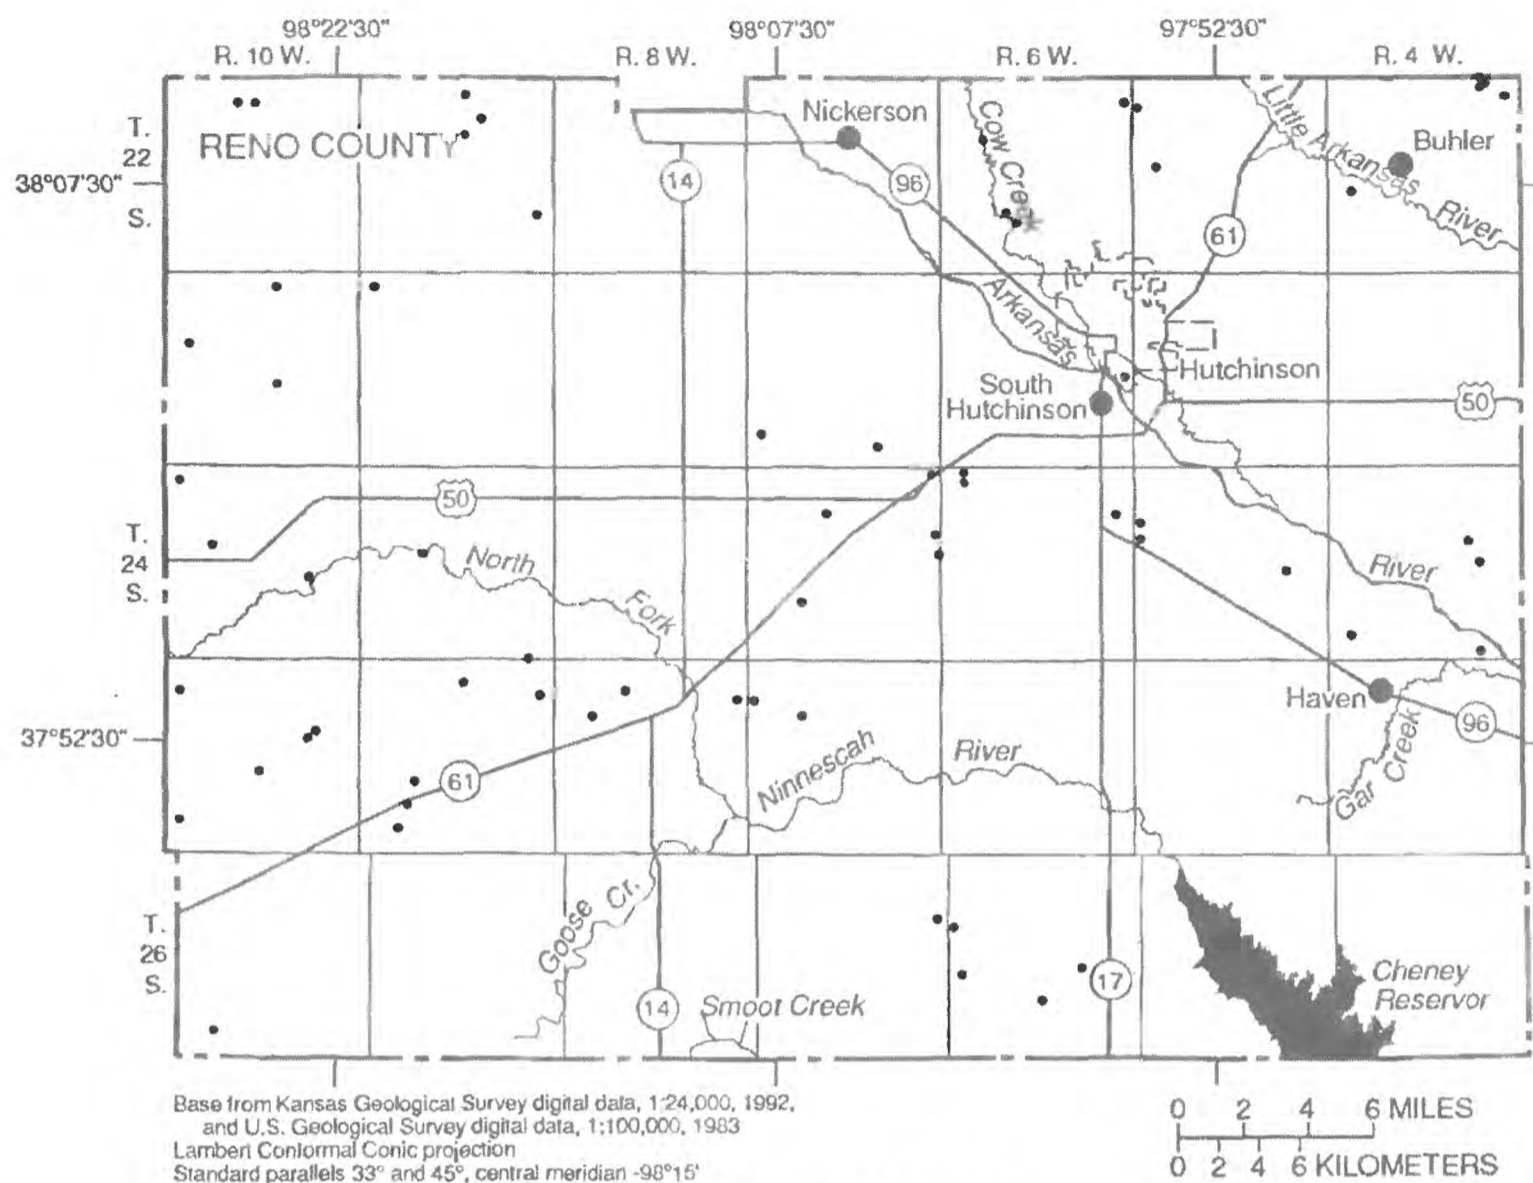 98°22'30"
98°07'30"
97°52'30"
R. 10 W.
R. 8 W.
R. 6 W.
R. 4 W.
T.
22
S.
38°07'30"
RENO COUNTY
Nickerson
Cow Creek
Little Arkansas River
Buhler
14
96
61
Arkansas
Hutchinson
South
Hutchinson
50
50
T.
24
S.
North Fork
River
Haven
96
37°52'30"
61
Ninnescah River
Gar Creek
T.
26
S.
Goose Cr.
14
Smoot Creek
17
Cheney
Reservor
Base from Kansas Geological Survey digital data, 1:24,000, 1992,
and U.S. Geological Survey digital data, 1:100,000, 1983
Lambert Conformal Conic projection
Standard parallels 33° and 45°, central meridian -98°15'
0 2 4 6 MILES
0 2 4 6 KILOMETERS